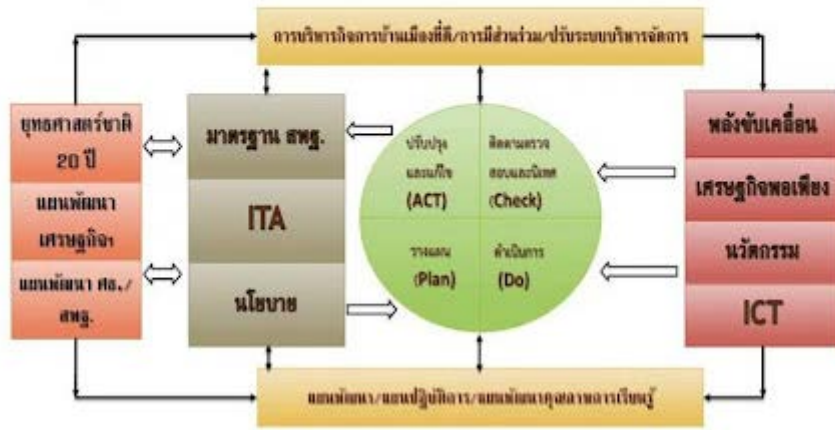 การบริหารกิจการบ้านเมืองที่ดี/การมีส่วนร่วม/ปรับระบบบริหารจัดการ
ยุทธศาสตร์ชาติ
20 ปี
แผนพัฒนา
เศรษฐกิจฯ
แผนพัฒนา ศธ./
สพฐ.
มาตรฐาน สพฐ.
ITA
นโยบาย
ปรับปรุง
และแก้ไข
(ACT)
ติดตามตรวจ
สอบและนิเทศ
(Check)
วางแผน
(Plan)
ดำเนินการ
(Do)
พลังขับเคลื่อน
เศรษฐกิจพอเพียง
นวัตกรรม
ICT
แผนพัฒนา/แผนปฏิบัติการ/แผนพัฒนาคุณภาพการเรียนรู้